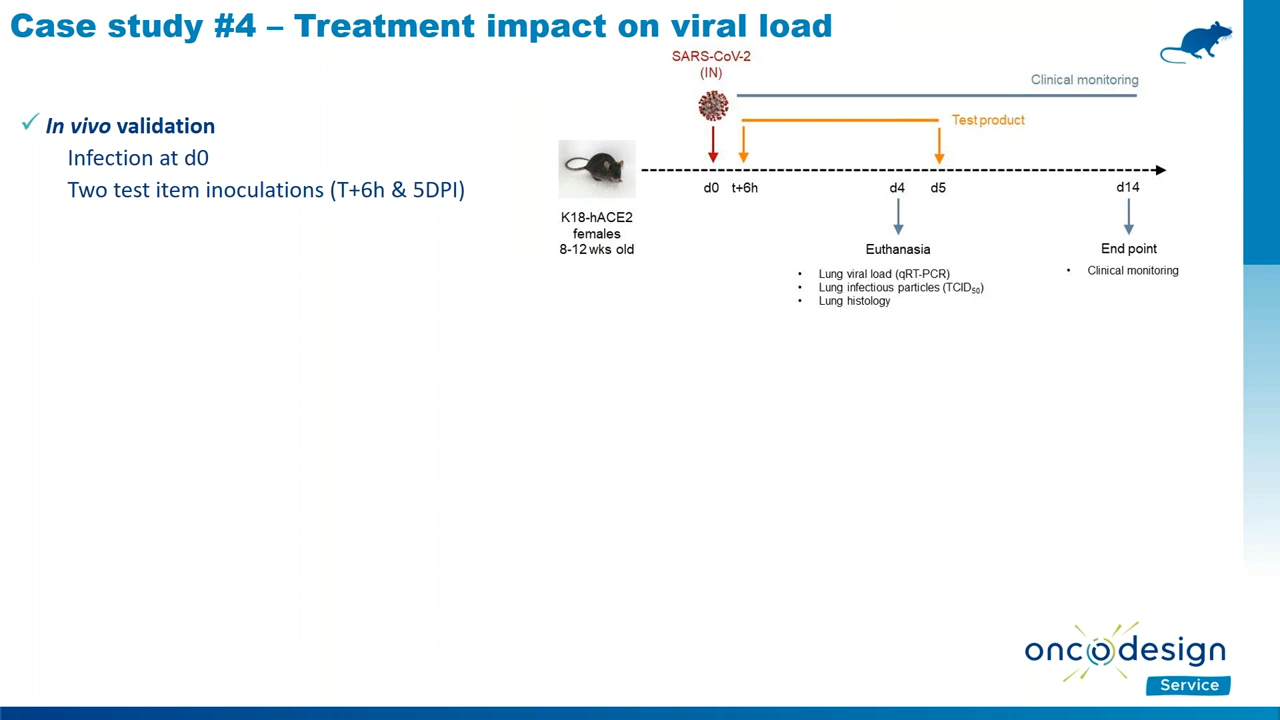 Case study #4 – Treatment impact on viral load
✓ In vivo validation
Infection at d0
Two test item inoculations (T+6h & 5DPI)
SARS-CoV-2
(IN)
Clinical monitoring
Test product
d0
t+6h
d4
d5
d14
K18-hACE2
females
8-12 wks old
Euthanasia
• Lung viral load (qRT-PCR)
• Lung infectious particles (TCID50)
• Lung histology
End point
• Clinical monitoring
oncodesign
Service